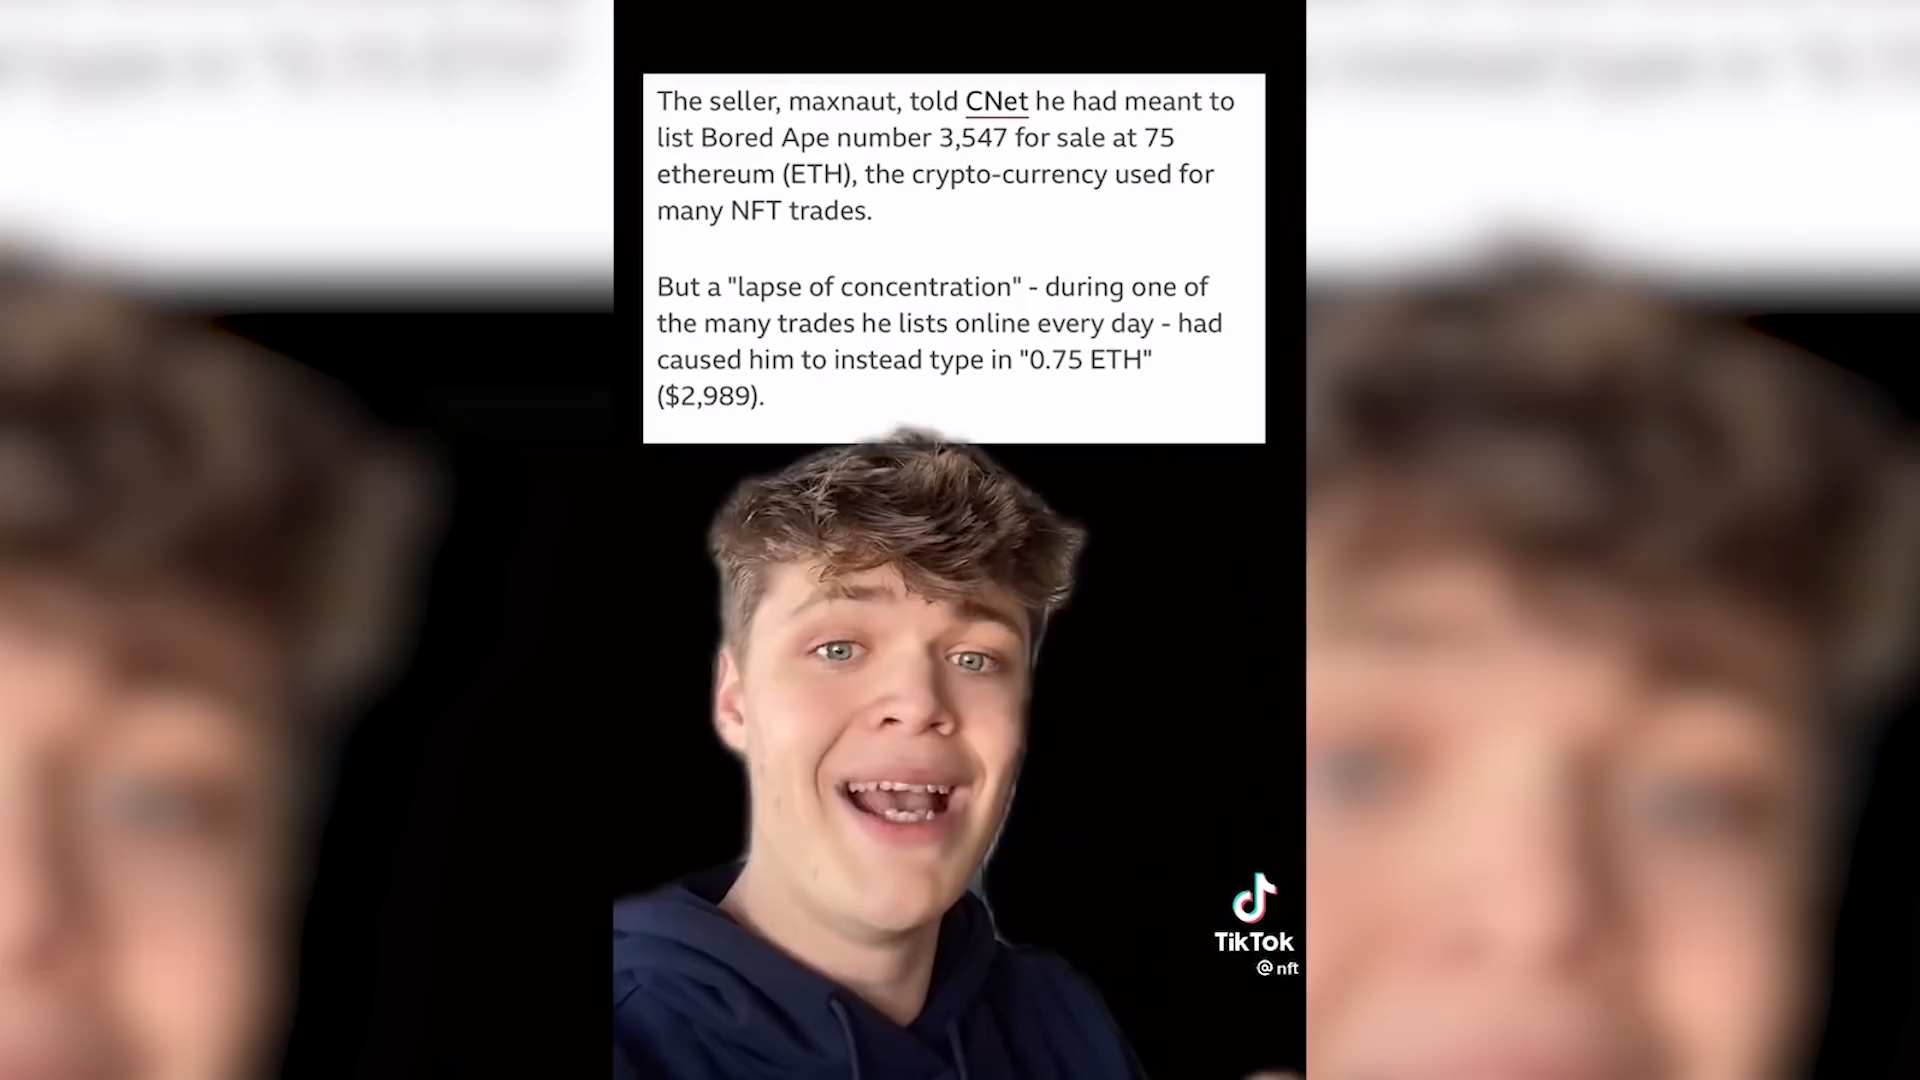 The seller, maxnaut, told CNet he had meant to
list Bored Ape number 3,547 for sale at 75
ethereum (ETH), the crypto-currency used for
many NFT trades.
But a "lapse of concentration" - during one of
the many trades he lists online every day - had
caused him to instead type in "0.75 ETH"
($2,989).
TikTok
@nft